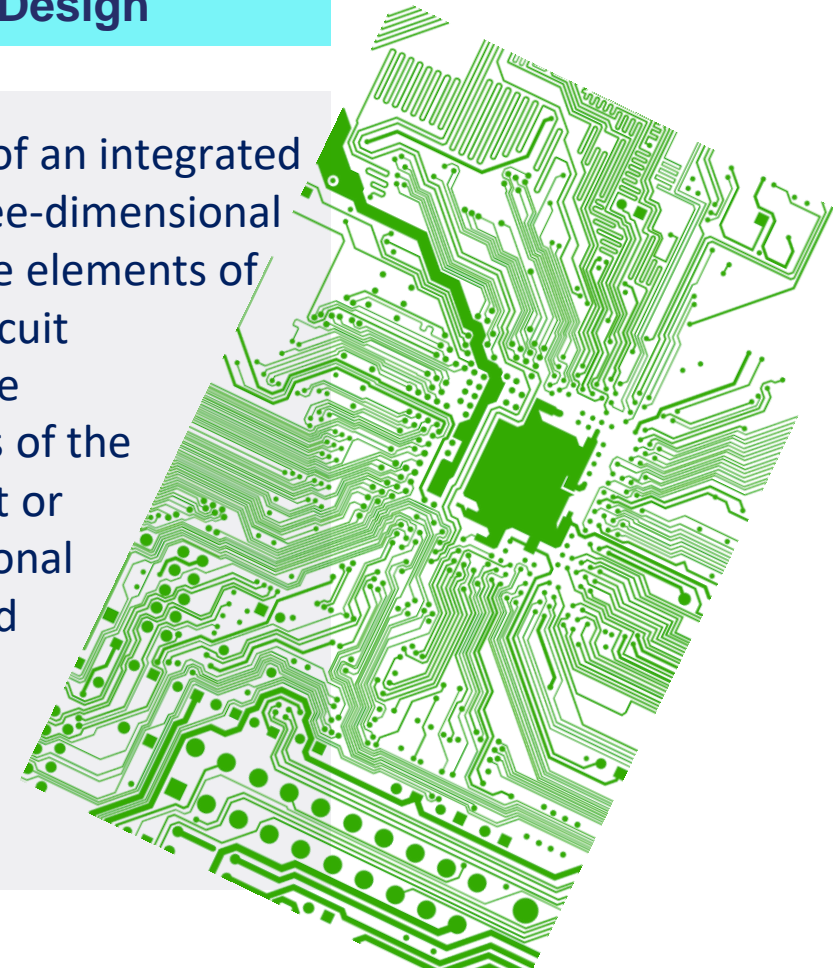 Design
of an integrated
ee-dimensional
e elements of
cuit
e
s of the
t or
onal
d